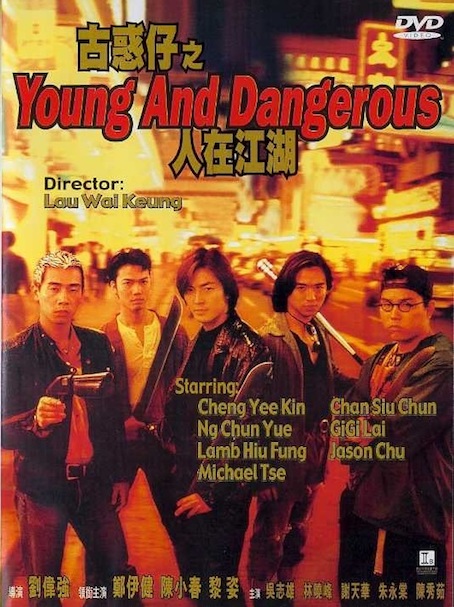 DVD
VIDEO
古惑仔之
Young And Dangerous
人在江湖
Director:
Lau Wai Keung
Starring:
Cheng Yee Kin Chan Siu Chun
Ng Chun Yue GiGi Lai
Lamb Hiu Fung Jason Chu
Michael Tse
IIB
導演 劉偉強 領銜主演 鄭伊健 陳小春 黎姿 主演 吳志雄 林曉峰 謝天華 朱永棠 陳秀茹